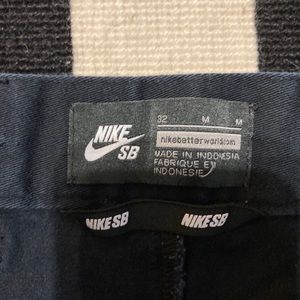 NIKE
SB
32 M M
nikebetterworld.com
MADE IN INDONESIA
FABRIQUE EN
INDONESIE
NIKE SB NIKE SB